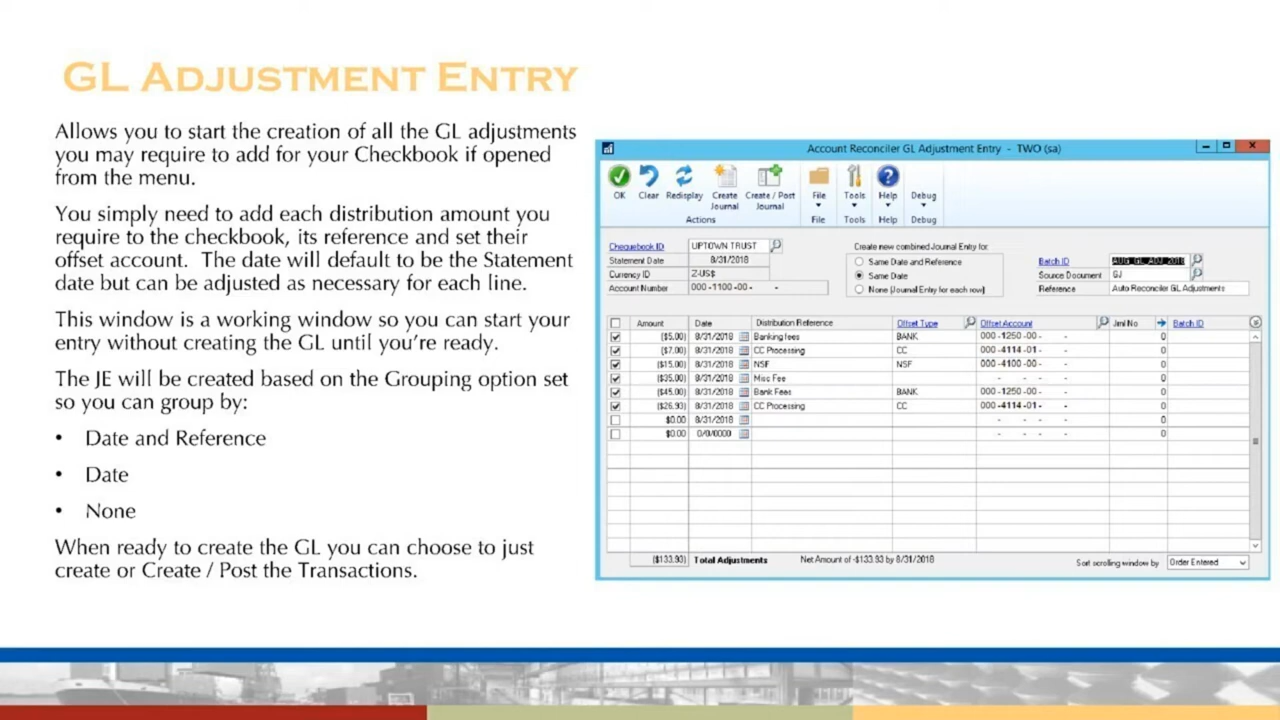 GL ADJUSTMENT ENTRY
Allows you to start the creation of all the GL adjustments
you may require to add for your Checkbook if opened
from the menu.
You simply need to add each distribution amount you
require to the checkbook, its reference and set their
offset account. The date will default to be the Statement
date but can be adjusted as necessary for each line.
This window is a working window so you can start your
entry without creating the GL until you're ready.
The JE will be created based on the Grouping option set
so you can group by:
• Date and Reference
• Date
• None
When ready to create the GL you can choose to just
create or Create / Post the Transactions.
Account Reconciler GL Adjustment Entry - TWO (sa)
OK Clear Redisplay Create Journal Create / Post Journal File Tools Help Debug
Actions File Tools Help Debug
Chequebook ID UPTOWN TRUST
Statement Date 8/31/2018
Currency ID Z-US$
Account Number 000 -1100 -00 - -
Create new combined Journal Entry for:
Same Date and Reference
Same Date
None (Journal Entry for each row)
Batch ID AUG_GL_ADJ_2018
Source Document GJ
Reference Auto Reconciler GL Adjustments
Amount Date Distribution Reference Offset Type Offset Account Jrnl No Batch ID
($5.00) 8/31/2018 Banking fees BANK 000 -1250 -00 - - 0
($7.00) 8/31/2018 CC Processing CC 000 -4114 -01 - - 0
($15.00) 8/31/2018 NSF NSF 000 -4100 -00 - - 0
($35.00) 8/31/2018 Misc Fee - - - - 0
($45.00) 8/31/2018 Bank Fees BANK 000 -1250 -00 - - 0
($26.93) 8/31/2018 CC Processing CC 000 -4114 -01 - - 0
$0.00 8/31/2018 - - - - 0
$0.00 0/0/0000 - - - - 0
($133.93) Total Adjustments Net Amount of -$133.93 by 8/31/2018
Sort scrolling window by Order Entered